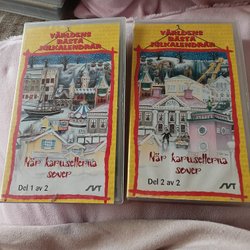 VÄRLDENS
BÄSTA
JULKALENDRAR
När karusellerna
sover
Del 1 av 2
SVT
VÄRLDENS
BÄSTA
JULKALENDRAR
När karusellerna
sover
Del 2 av 2
SVT